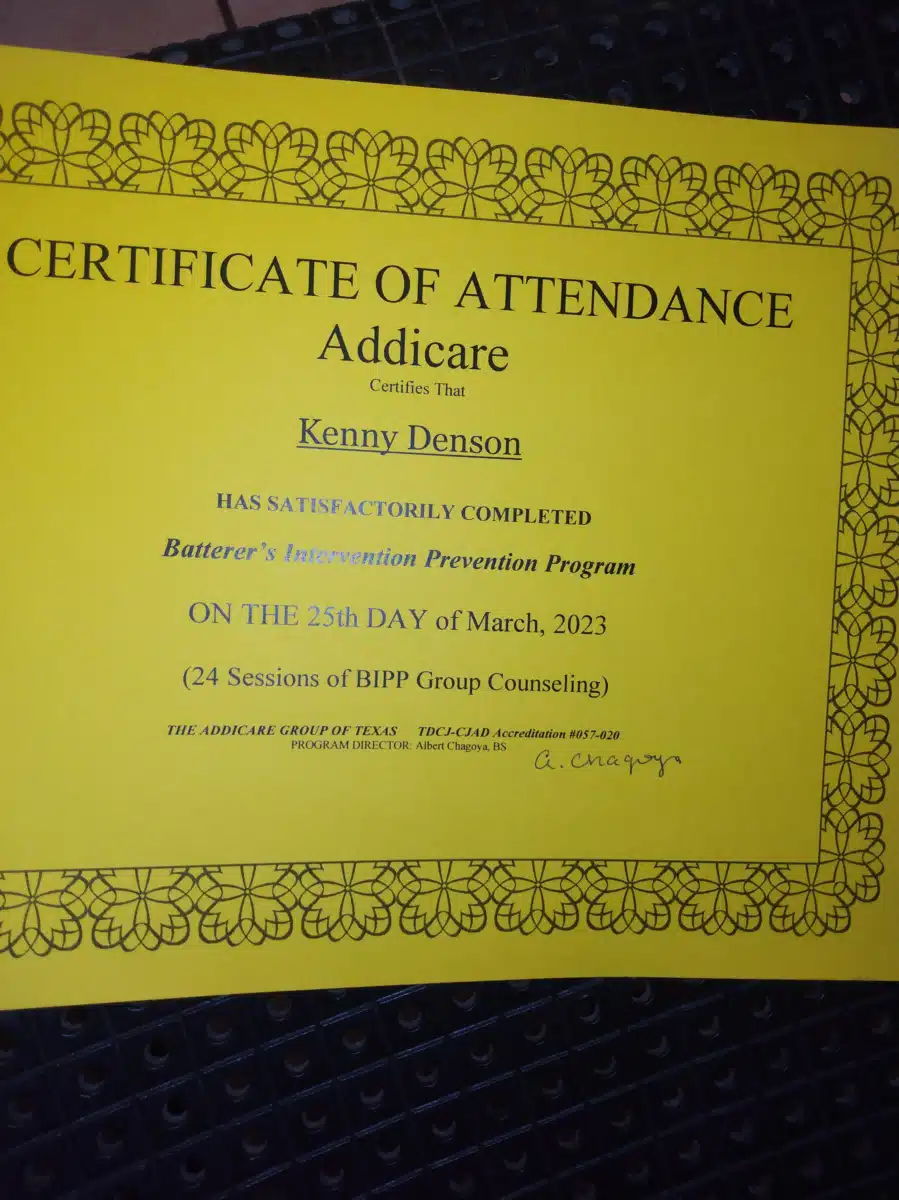 CERTIFICATE OF ATTENDANCE
Addicare
Certifies That
Kenny Denson
HAS SATISFACTORILY COMPLETED
Batterer's Intervention Prevention Program
ON THE 25th DAY of March, 2023
(24 Sessions of BIPP Group Counseling)
THE ADDICARE GROUP OF TEXAS TDCJ-CJAD Accreditation #057-020
PROGRAM DIRECTOR: Albert Chagoya, BS
a. Chagoya